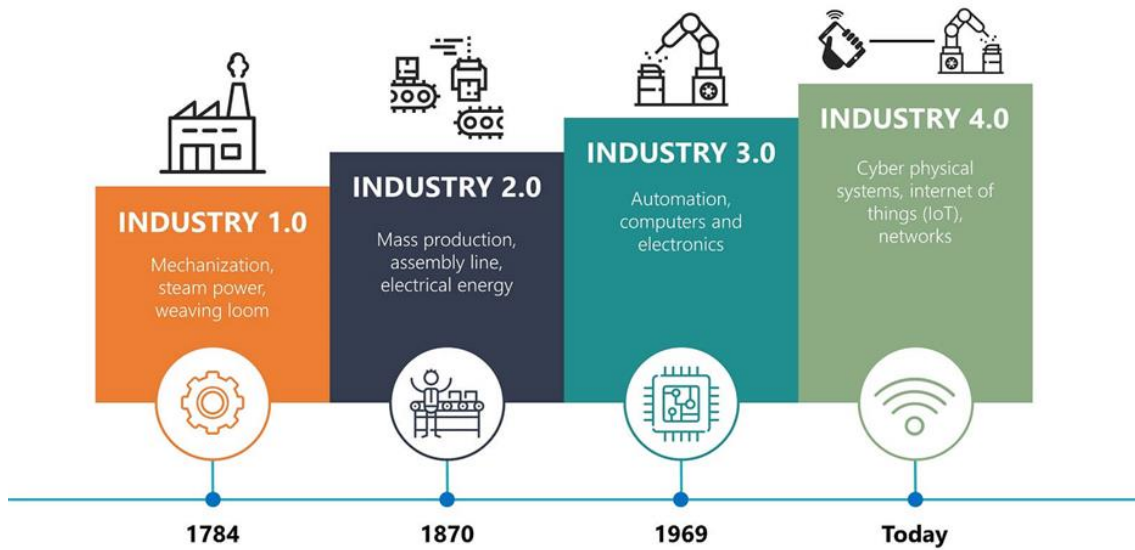 INDUSTRY 1.0
Mechanization,
steam power,
weaving loom
INDUSTRY 2.0
Mass production,
assembly line,
electrical energy
INDUSTRY 3.0
Automation,
computers and
electronics
INDUSTRY 4.0
Cyber physical
systems, internet of
things (IoT),
networks
1784
1870
1969
Today